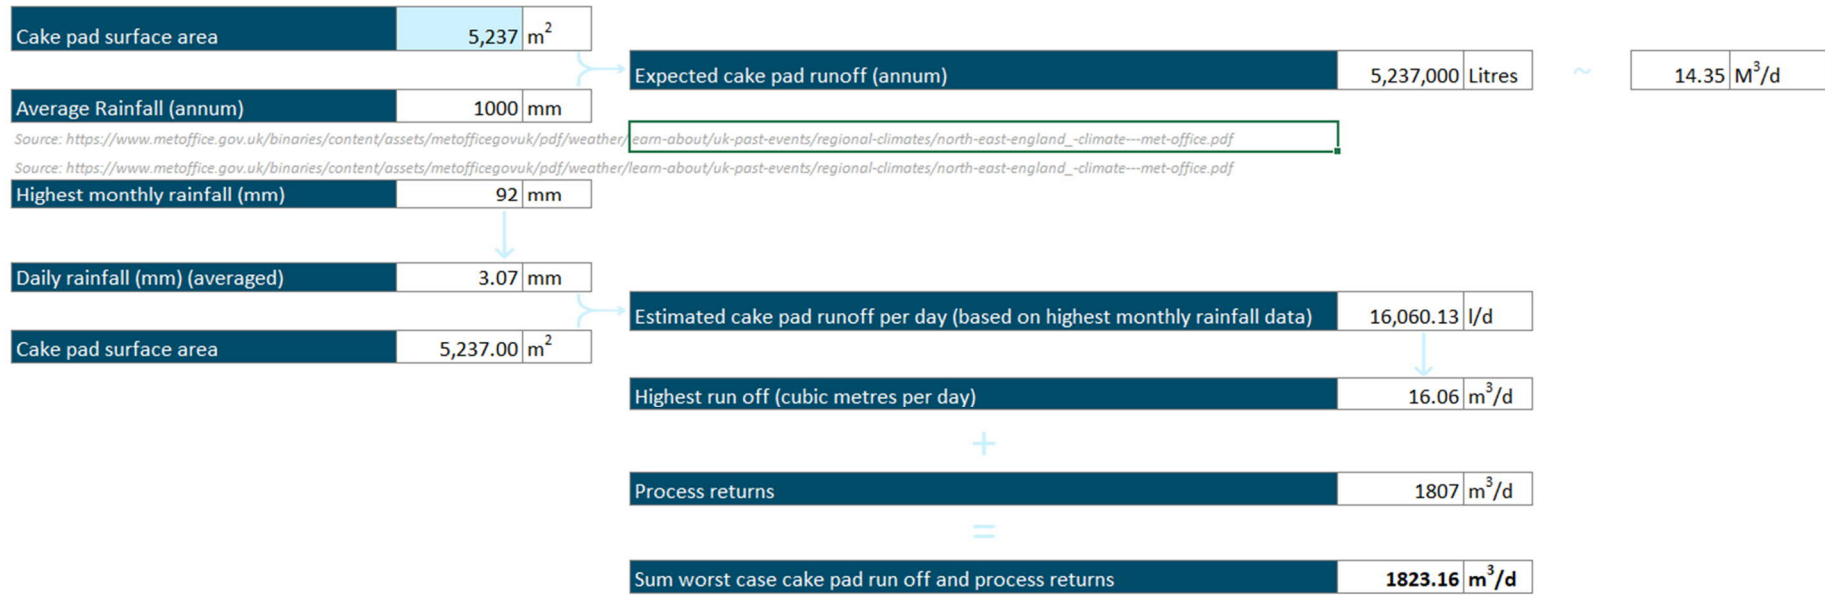 Cake pad surface area 5,237 m²
Expected cake pad runoff (annum) 5,237,000 Litres ~ 14.35 M³/d
Average Rainfall (annum) 1000 mm
Source: https://www.metoffice.gov.uk/binaries/content/assets/metofficegovuk/pdf/weather/learn-about/uk-past-events/regional-climates/north-east-england_-climate---met-office.pdf
Source: https://www.metoffice.gov.uk/binaries/content/assets/metofficegovuk/pdf/weather/learn-about/uk-past-events/regional-climates/north-east-england_-climate---met-office.pdf
Highest monthly rainfall (mm) 92 mm
Daily rainfall (mm) (averaged) 3.07 mm
Estimated cake pad runoff per day (based on highest monthly rainfall data) 16,060.13 l/d
Cake pad surface area 5,237.00 m²
Highest run off (cubic metres per day) 16.06 m³/d
+
Process returns 1807 m³/d
=
Sum worst case cake pad run off and process returns 1823.16 m³/d